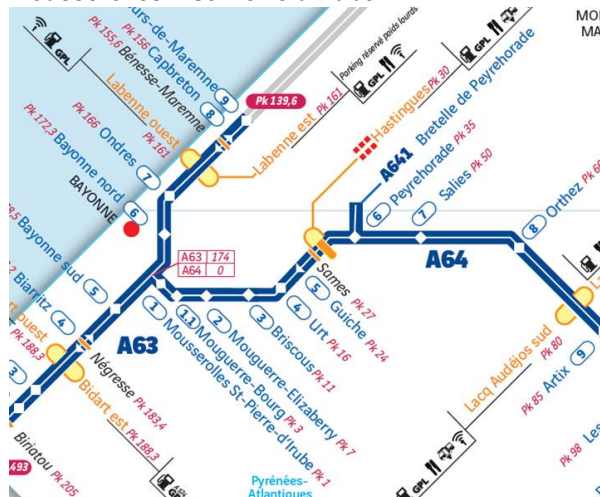 urs-de-Maremne 9
Pk 156 Capbreton 8
Pk 155,6 Bénesse-Maremne
Pk 139,6
GPL
Labenne ouest
Pk 161
Labenne est Pk 161
Parking réservé poids lourds
GPL
Pk 166 Ondres 7
Pk 172,3 Bayonne nord 6
BAYONNE
Bayonne sud 5
Biarritz 4
Pk 188,3
Négresse Pk 183,4
Bidart est Pk 188,3
Biriatou Pk 205
493
A63
A63 174
A64 0
1 Mousserolles St-Pierre-d'Irube Pk 1
1.1 Mouguerre-Bourg Pk 3
2 Mouguerre-Elizaberry Pk 7
3 Briscous Pk 11
4 Urt Pk 16
5 Guiche Pk 24
Sames Pk 27
Hastingues Pk 30
GPL
A641 Bretelle de Peyrehorade
6 Peyrehorade Pk 35
7 Salies Pk 50
A64
8 Orthez
Lacq Audéjos sud
Pk 80
Pk 85 Artix 9
Pk 98
GPL
Pyrénées-
Atlantiques